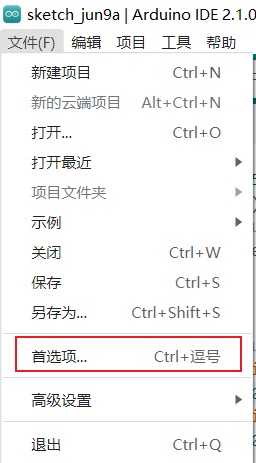 sketch_jun9a | Arduino IDE 2.1.0
文件(F) 编辑 项目 工具 帮助
新建项目 Ctrl+N
新的云端项目 Alt+Ctrl+N
打开... Ctrl+O
打开最近
项目文件夹
示例
关闭 Ctrl+W
保存 Ctrl+S
另存为... Ctrl+Shift+S
首选项... Ctrl+逗号
高级设置
退出 Ctrl+Q